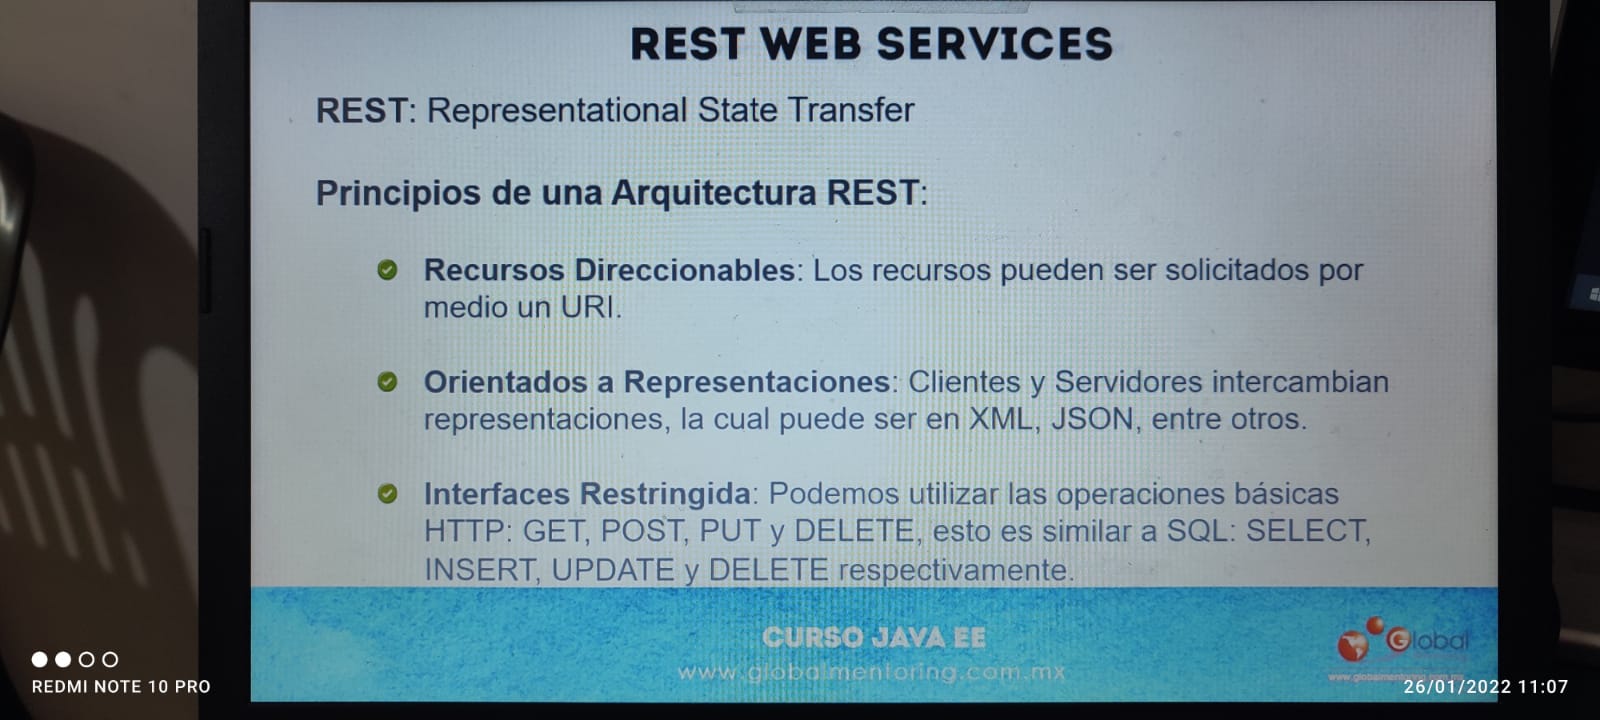 REST WEB SERVICES
REST: Representational State Transfer
Principios de una Arquitectura REST:
Recursos Direccionables: Los recursos pueden ser solicitados por
medio un URI.
Orientados a Representaciones: Clientes y Servidores intercambian
representaciones, la cual puede ser en XML, JSON, entre otros.
Interfaces Restringida: Podemos utilizar las operaciones básicas
HTTP: GET, POST, PUT y DELETE, esto es similar a SQL: SELECT,
INSERT, UPDATE y DELETE respectivamente.
CURSO JAVA EE
www.globalmentoring.com.mx
Global
www.globalmentoring.com.mx
REDMI NOTE 10 PRO
26/01/2022 11:07